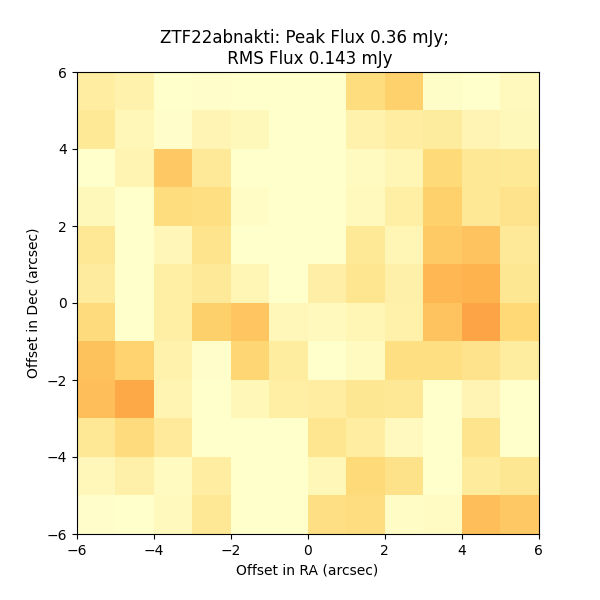 ZTF22abnakti: Peak Flux 0.36 mJy;
RMS Flux 0.143 mJy
6
4
2
0
−2
−4
−6
Offset in Dec (arcsec)
−6 −4 −2 0 2 4 6
Offset in RA (arcsec)